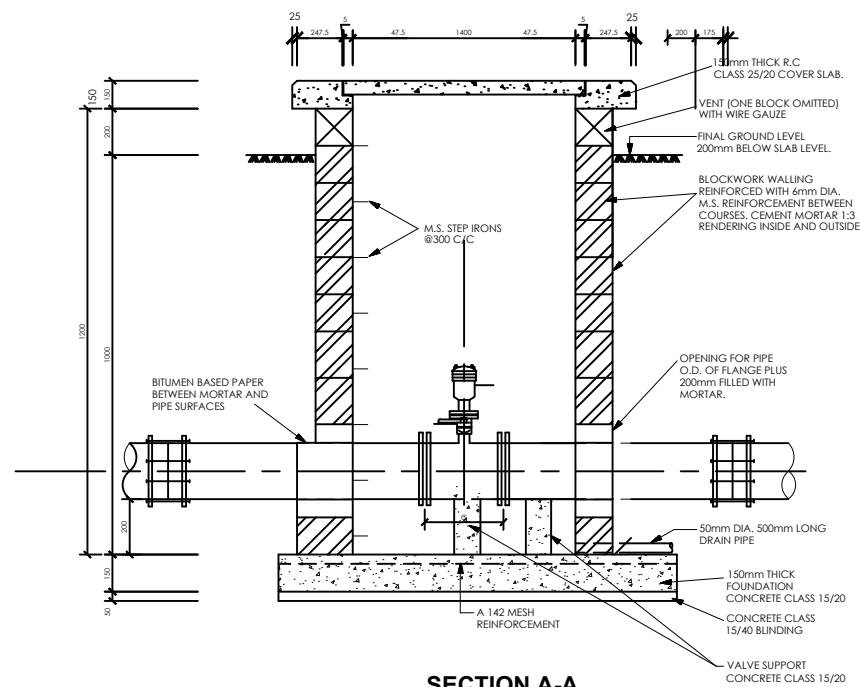 25
247.5
5
47.5
1400
47.5
5
247.5
25
200
175
150mm THICK R.C
CLASS 25/20 COVER SLAB.
VENT (ONE BLOCK OMITTED)
WITH WIRE GAUZE
FINAL GROUND LEVEL
200mm BELOW SLAB LEVEL.
BLOCKWORK WALLING
REINFORCED WITH 6mm DIA.
M.S. REINFORCEMENT BETWEEN
COURSES. CEMENT MORTAR 1:3
RENDERING INSIDE AND OUTSIDE
M.S. STEP IRONS
@300 C/C
OPENING FOR PIPE
O.D. OF FLANGE PLUS
200mm FILLED WITH
MORTAR.
BITUMEN BASED PAPER
BETWEEN MORTAR AND
PIPE SURFACES
50mm DIA. 500mm LONG
DRAIN PIPE
150mm THICK
FOUNDATION
CONCRETE CLASS 15/20
A 142 MESH
REINFORCEMENT
CONCRETE CLASS
15/40 BLINDING
VALVE SUPPORT
CONCRETE CLASS 15/20
150
150
200
1200
1000
200
150
50
SECTION A-A